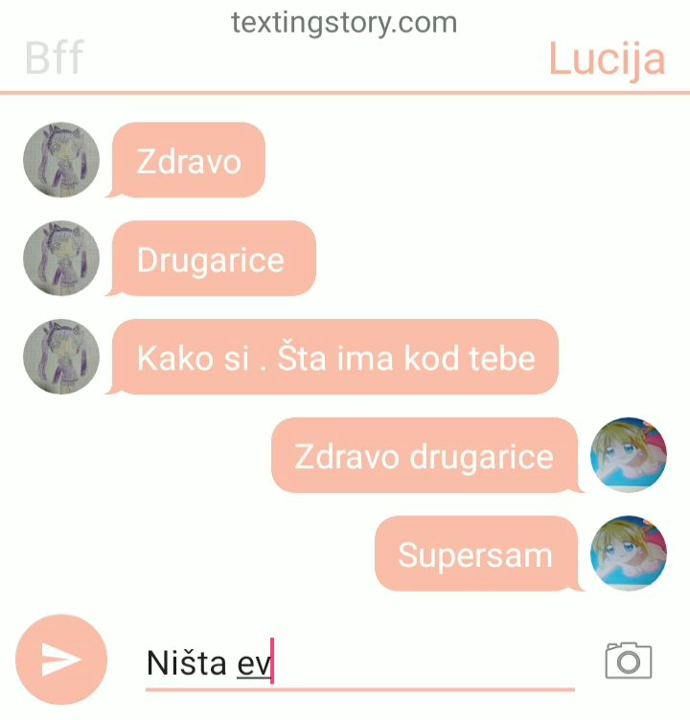 textingstory.com
Bff
Lucija
Zdravo
Drugarice
Kako si . Šta ima kod tebe
Zdravo drugarice
Supersam
Ništa ev